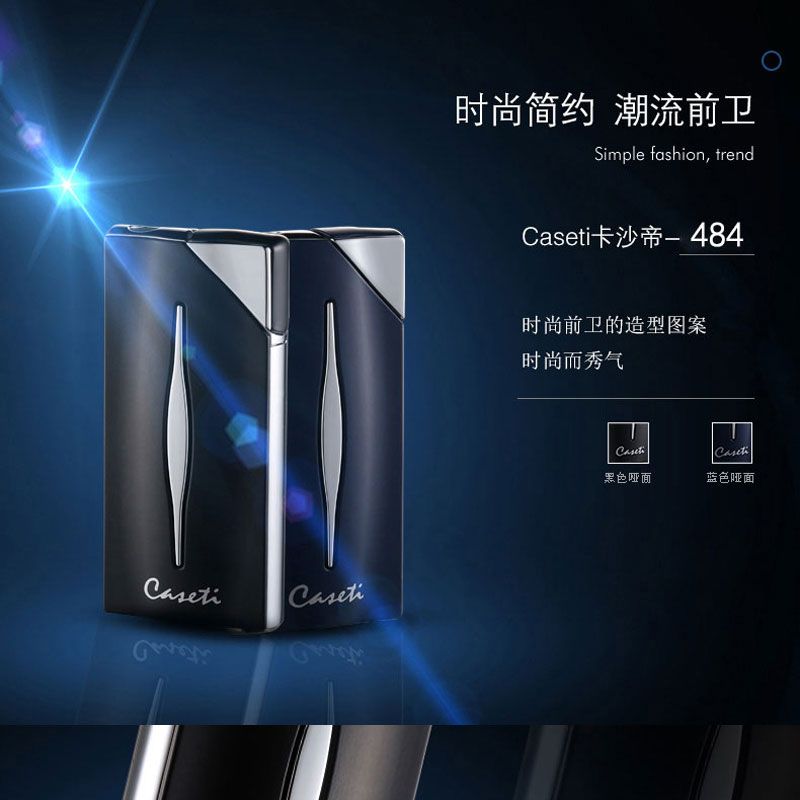 时尚简约 潮流前卫
Simple fashion, trend
Caseti卡沙帝– 484
时尚前卫的造型图案
时尚而秀气
Caseti
Caseti
黑色哑面
蓝色哑面
Caseti
Caseti
Caseti
Caseti